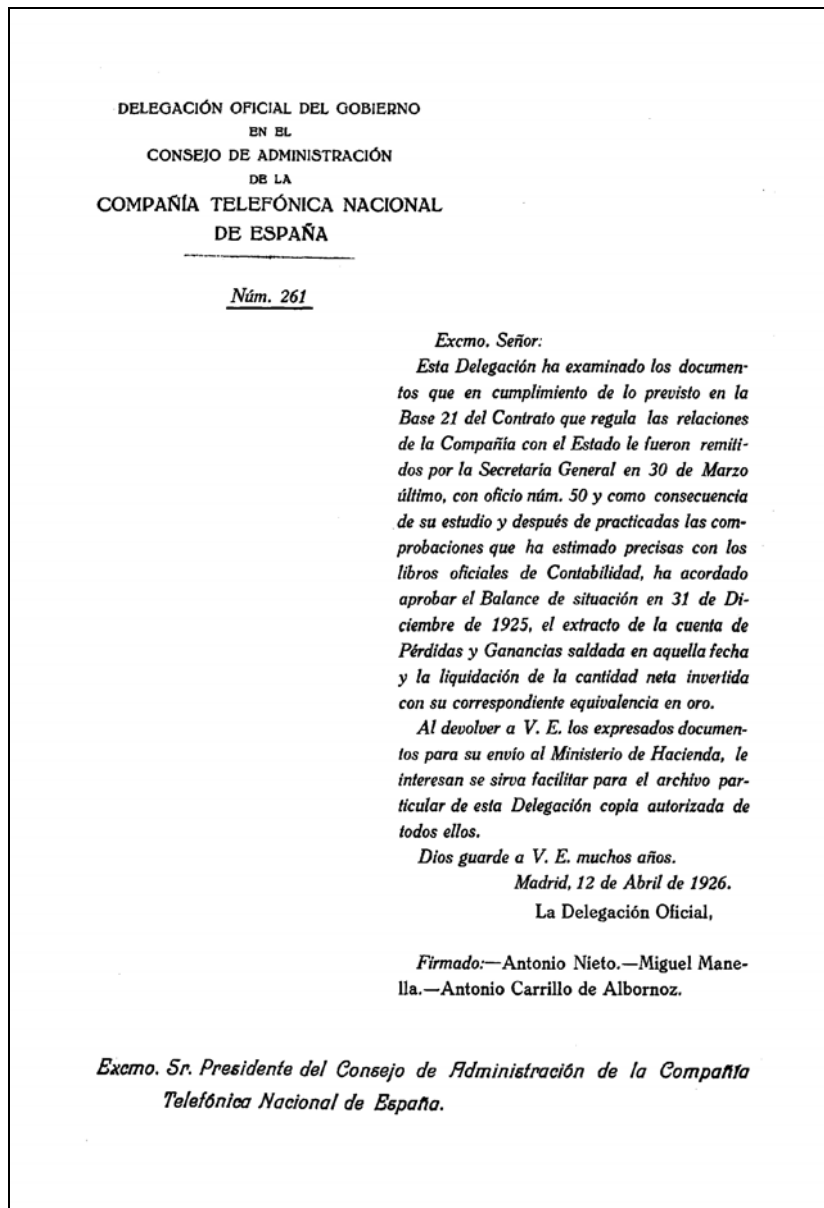 DELEGACIÓN OFICIAL DEL GOBIERNO
EN EL
CONSEJO DE ADMINISTRACIÓN
DE LA
COMPAÑÍA TELEFÓNICA NACIONAL
DE ESPAÑA
Núm. 261
Excmo. Señor:
Esta Delegación ha examinado los documen-
tos que en cumplimiento de lo previsto en la
Base 21 del Contrato que regula las relaciones
de la Compañía con el Estado le fueron remiti-
dos por la Secretaría General en 30 de Marzo
último, con oficio núm. 50 y como consecuencia
de su estudio y después de practicadas las com-
probaciones que ha estimado precisas con los
libros oficiales de Contabilidad, ha acordado
aprobar el Balance de situación en 31 de Di-
ciembre de 1925, el extracto de la cuenta de
Pérdidas y Ganancias saldada en aquella fecha
y la liquidación de la cantidad neta invertida
con su correspondiente equivalencia en oro.
Al devolver a V. E. los expresados documen-
tos para su envío al Ministerio de Hacienda, le
interesan se sirva facilitar para el archivo par-
ticular de esta Delegación copia autorizada de
todos ellos.
Dios guarde a V. E. muchos años.
Madrid, 12 de Abril de 1926.
La Delegación Oficial,
Firmado:—Antonio Nieto.—Miguel Mane-
lla.—Antonio Carrillo de Albornoz.
Excmo. Sr. Presidente del Consejo de Administración de la Compañía
Telefónica Nacional de España.